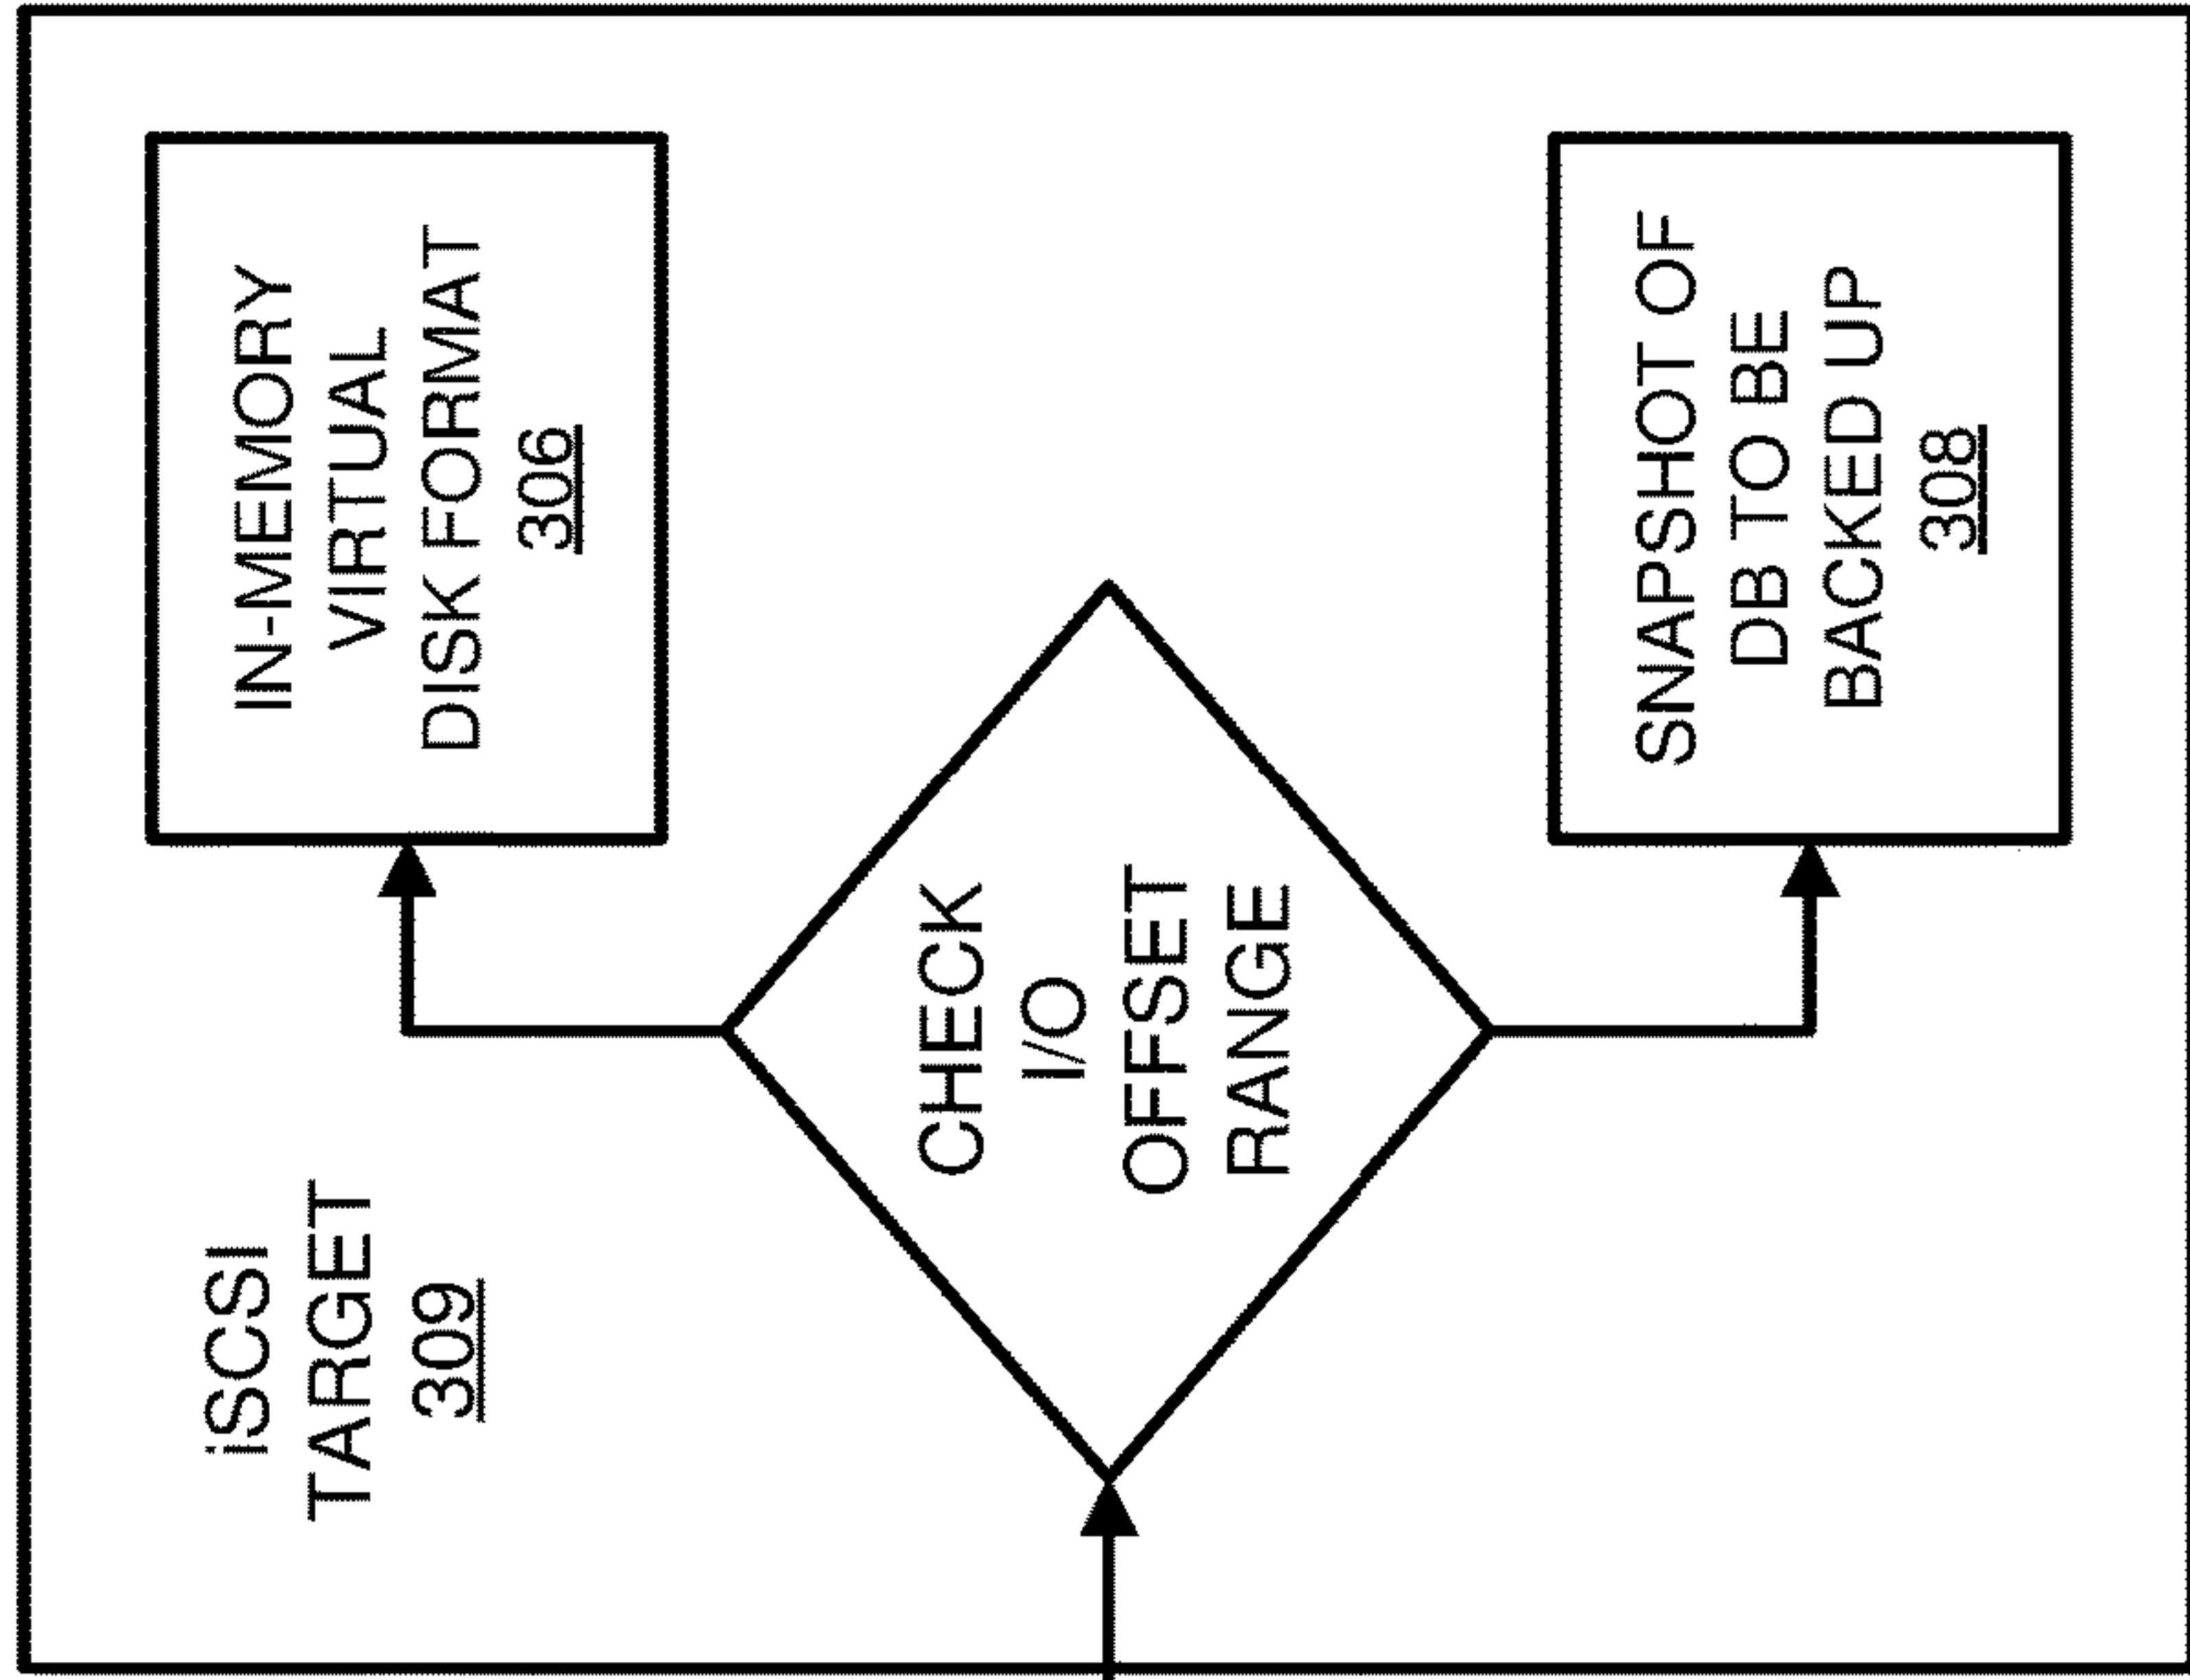 iSCSI
TARGET
309
CHECK
I/O
OFFSET
RANGE
IN-MEMORY
VIRTUAL
DISK FORMAT
306
SNAPSHOT OF
DB TO BE
BACKED UP
308